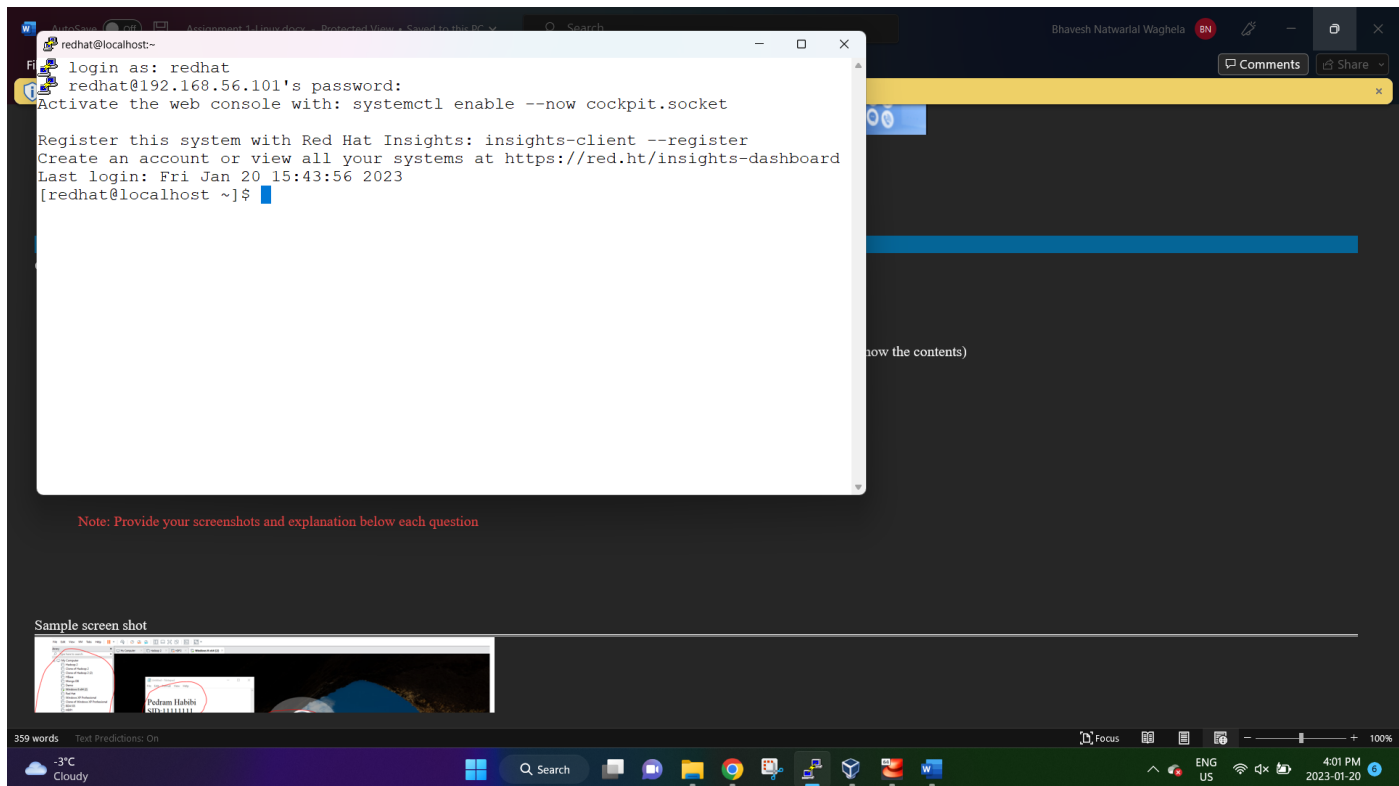 AutoSave Off Assignment 1-Linux.docx - Protected View • Saved to this PC Search Bhavesh Natwarlal Waghela BN
redhat@localhost:~
Comments Share
login as: redhat
redhat@192.168.56.101's password:
Activate the web console with: systemctl enable --now cockpit.socket
Register this system with Red Hat Insights: insights-client --register
Create an account or view all your systems at https://red.ht/insights-dashboard
Last login: Fri Jan 20 15:43:56 2023
[redhat@localhost ~]$
how the contents)
Note: Provide your screenshots and explanation below each question
Sample screen shot
Pedram Habibi
SID:11111111
359 words Text Predictions: On Focus 100%
-3°C
Cloudy
Search
ENG
US
4:01 PM
2023-01-20
6